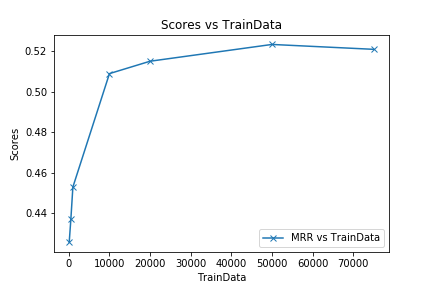 Scores vs TrainData
0.52
0.50
0.48
0.46
0.44
Scores
MRR vs TrainData
0 10000 20000 30000 40000 50000 60000 70000
TrainData